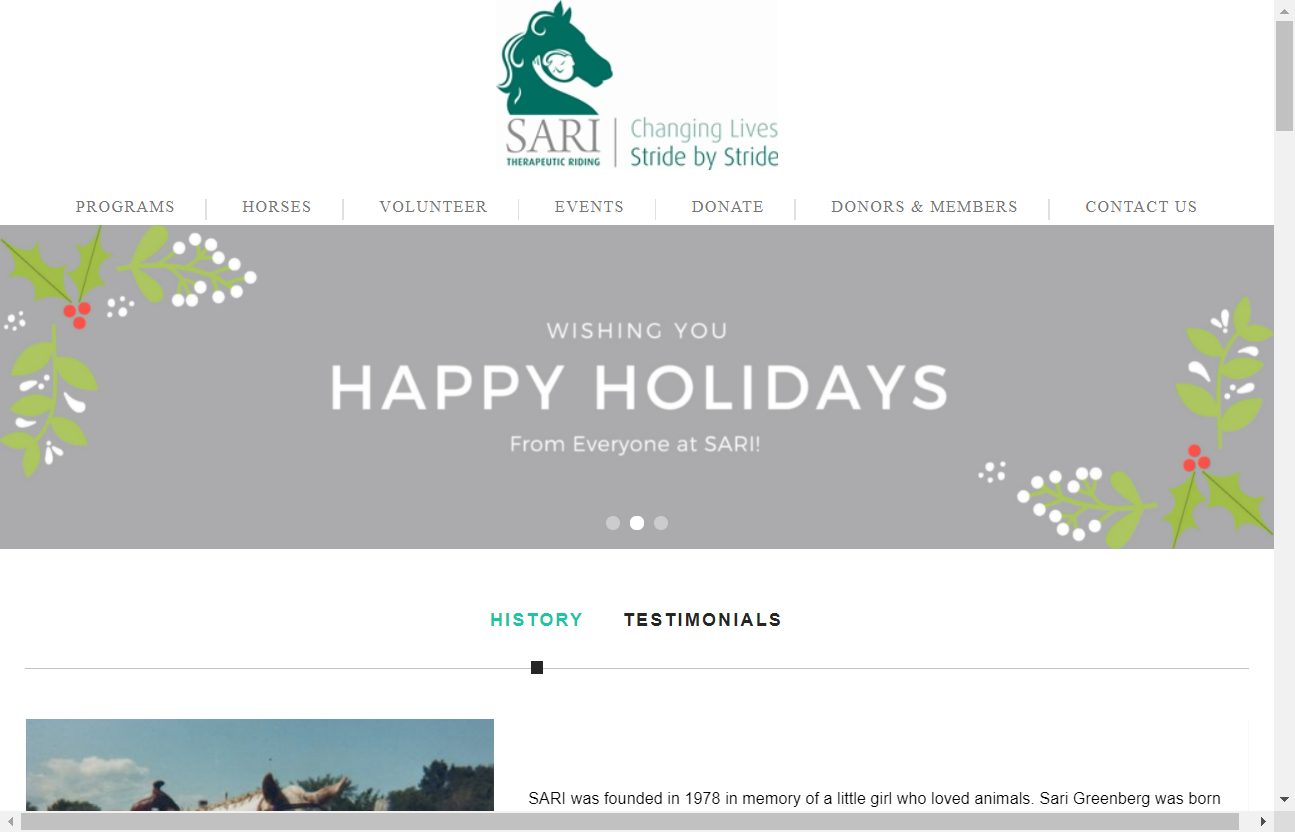 SARI
THERAPEUTIC RIDING
Changing Lives
Stride by Stride
PROGRAMS HORSES VOLUNTEER EVENTS DONATE DONORS & MEMBERS CONTACT US
WISHING YOU
HAPPY HOLIDAYS
From Everyone at SARI!
HISTORY TESTIMONIALS
SARI was founded in 1978 in memory of a little girl who loved animals. Sari Greenberg was born